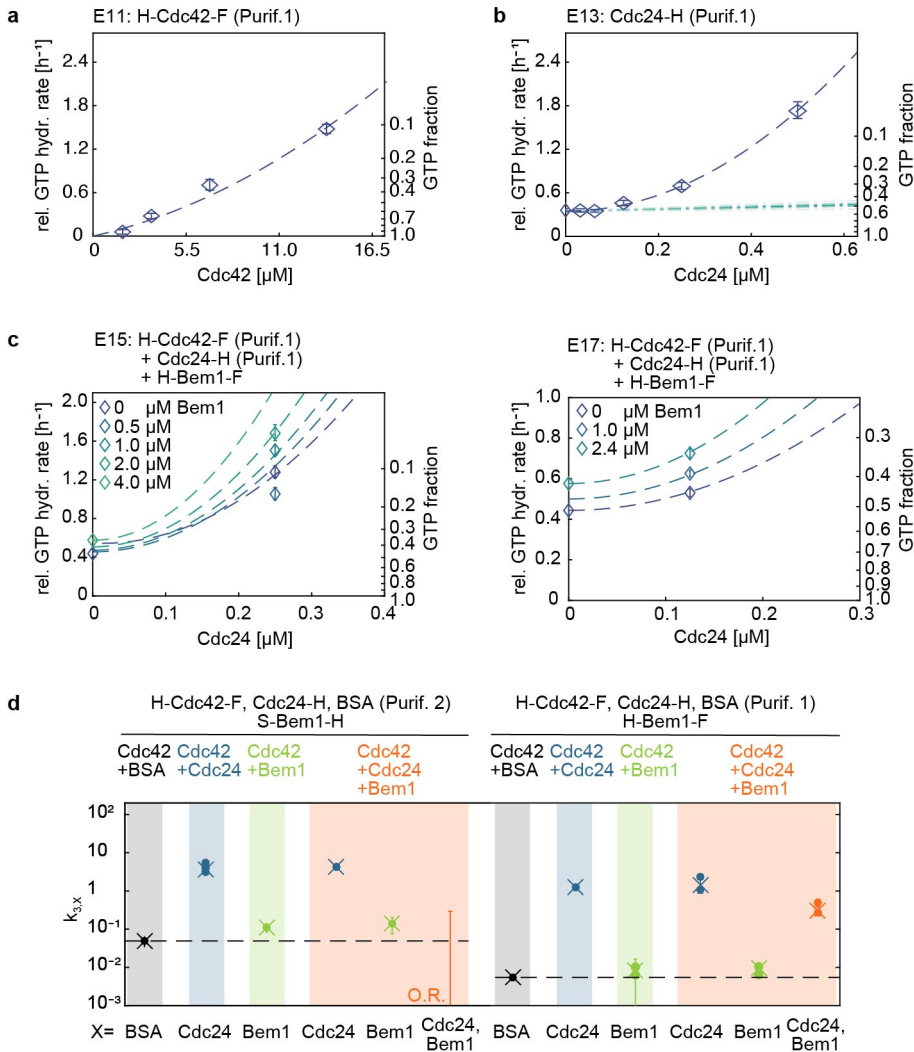 a
E11: H-Cdc42-F (Purif.1)
rel. GTP hydr. rate [h⁻¹]
2.4
1.8
1.2
0.6
0
0.1
0.2
0.3
0.4
0.7
1.0
GTP fraction
0
5.5
11.0
16.5
Cdc42 [µM]
b
E13: Cdc24-H (Purif.1)
rel. GTP hydr. rate [h⁻¹]
2.4
1.8
1.2
0.6
0
0.1
0.2
0.3
0.4
0.6
1.0
GTP fraction
0
0.2
0.4
0.6
Cdc24 [µM]
c
E15: H-Cdc42-F (Purif.1)
+ Cdc24-H (Purif.1)
+ H-Bem1-F
rel. GTP hydr. rate [h⁻¹]
2.0
1.6
1.2
0.8
0.4
0
0 µM Bem1
0.5 µM
1.0 µM
2.0 µM
4.0 µM
0.1
0.2
0.3
0.4
0.6
0.8
1.0
GTP fraction
0
0.1
0.2
0.3
0.4
Cdc24 [µM]
E17: H-Cdc42-F (Purif.1)
+ Cdc24-H (Purif.1)
+ H-Bem1-F
rel. GTP hydr. rate [h⁻¹]
1.0
0.8
0.6
0.4
0.2
0
0 µM Bem1
1.0 µM
2.4 µM
0.3
0.4
0.5
0.6
0.7
0.8
0.9
1.0
GTP fraction
0
0.1
0.2
0.3
Cdc24 [µM]
d
H-Cdc42-F, Cdc24-H, BSA (Purif. 2)
S-Bem1-H
H-Cdc42-F, Cdc24-H, BSA (Purif. 1)
H-Bem1-F
Cdc42 Cdc42 Cdc42 Cdc42
+BSA +Cdc24 +Bem1 +Cdc24
+Bem1
Cdc42 Cdc42 Cdc42 Cdc42
+BSA +Cdc24 +Bem1 +Cdc24
+Bem1
k₃,ₓ
10²
10
1
10⁻¹
10⁻²
10⁻³
O.R.
X= BSA Cdc24 Bem1 Cdc24 Bem1 Cdc24,
Bem1
BSA Cdc24 Bem1 Cdc24 Bem1 Cdc24,
Bem1